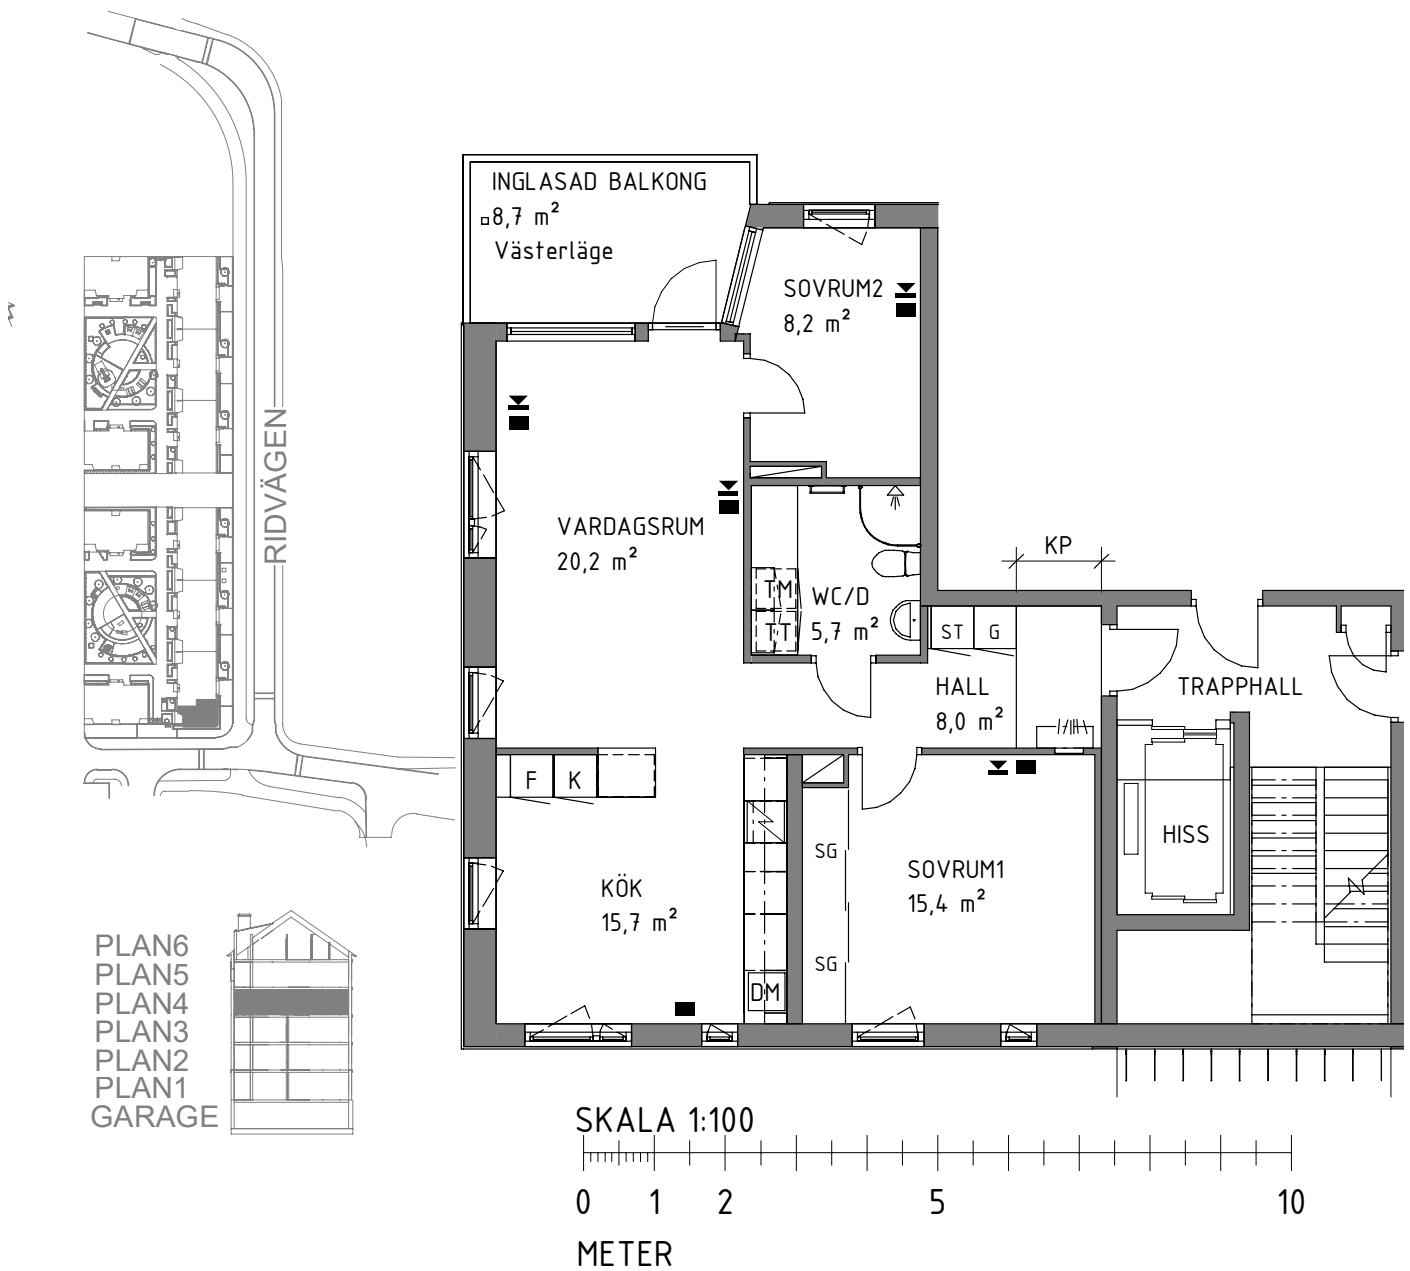 INGLASAD BALKONG
8,7 m²
Västerläge
SOVRUM2
8,2 m²
RIDVÄGEN
VARDAGSRUM
20,2 m²
KP
TM
TT
WC/D
5,7 m²
ST
G
HALL
8,0 m²
TRAPPHALL
F
K
HISS
SG
SOVRUM1
15,4 m²
KÖK
15,7 m²
SG
DM
PLAN6
PLAN5
PLAN4
PLAN3
PLAN2
PLAN1
GARAGE
SKALA 1:100
0 1 2 5 10
METER